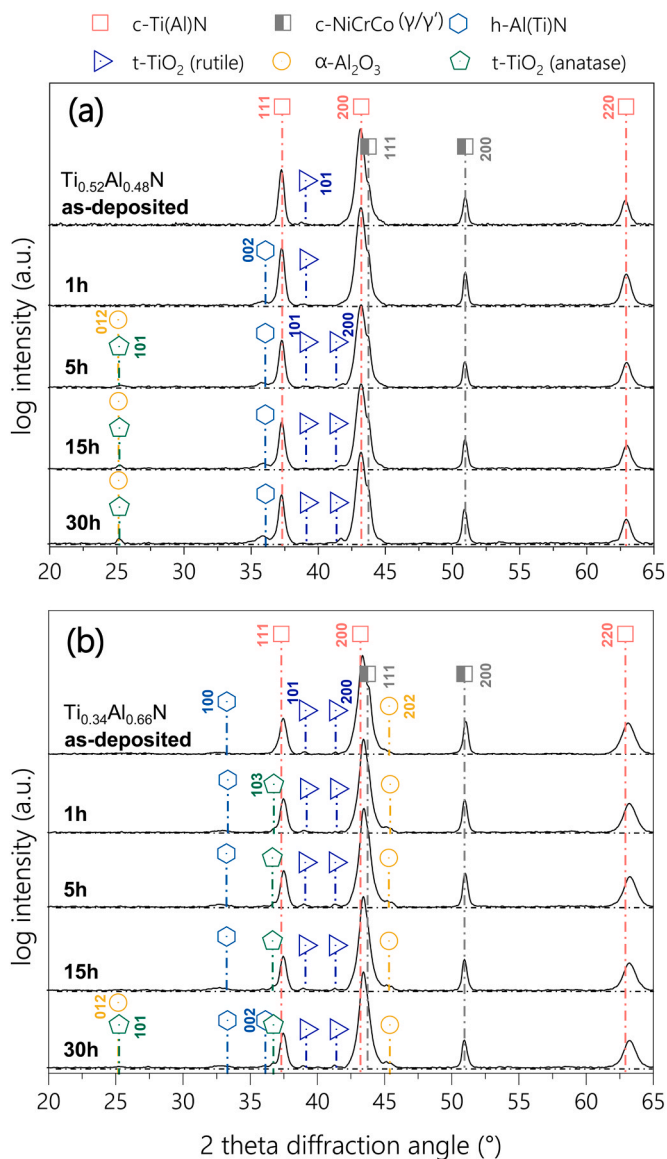 c-Ti(Al)N c-NiCrCo (γ/γ′) h-Al(Ti)N
t-TiO₂ (rutile) α-Al₂O₃ t-TiO₂ (anatase)
(a)
111 200 111 200 220
Ti₀.₅₂Al₀.₄₈N
as-deposited
101
002
1h
012 101
101 200
5h
15h
30h
log intensity (a.u.)
20 25 30 35 40 45 50 55 60 65
(b)
111 200 111 200 220
Ti₀.₃₄Al₀.₆₆N
as-deposited
100 101 200 202
103
1h
5h
15h
012 101 002
30h
log intensity (a.u.)
20 25 30 35 40 45 50 55 60 65
2 theta diffraction angle (°)